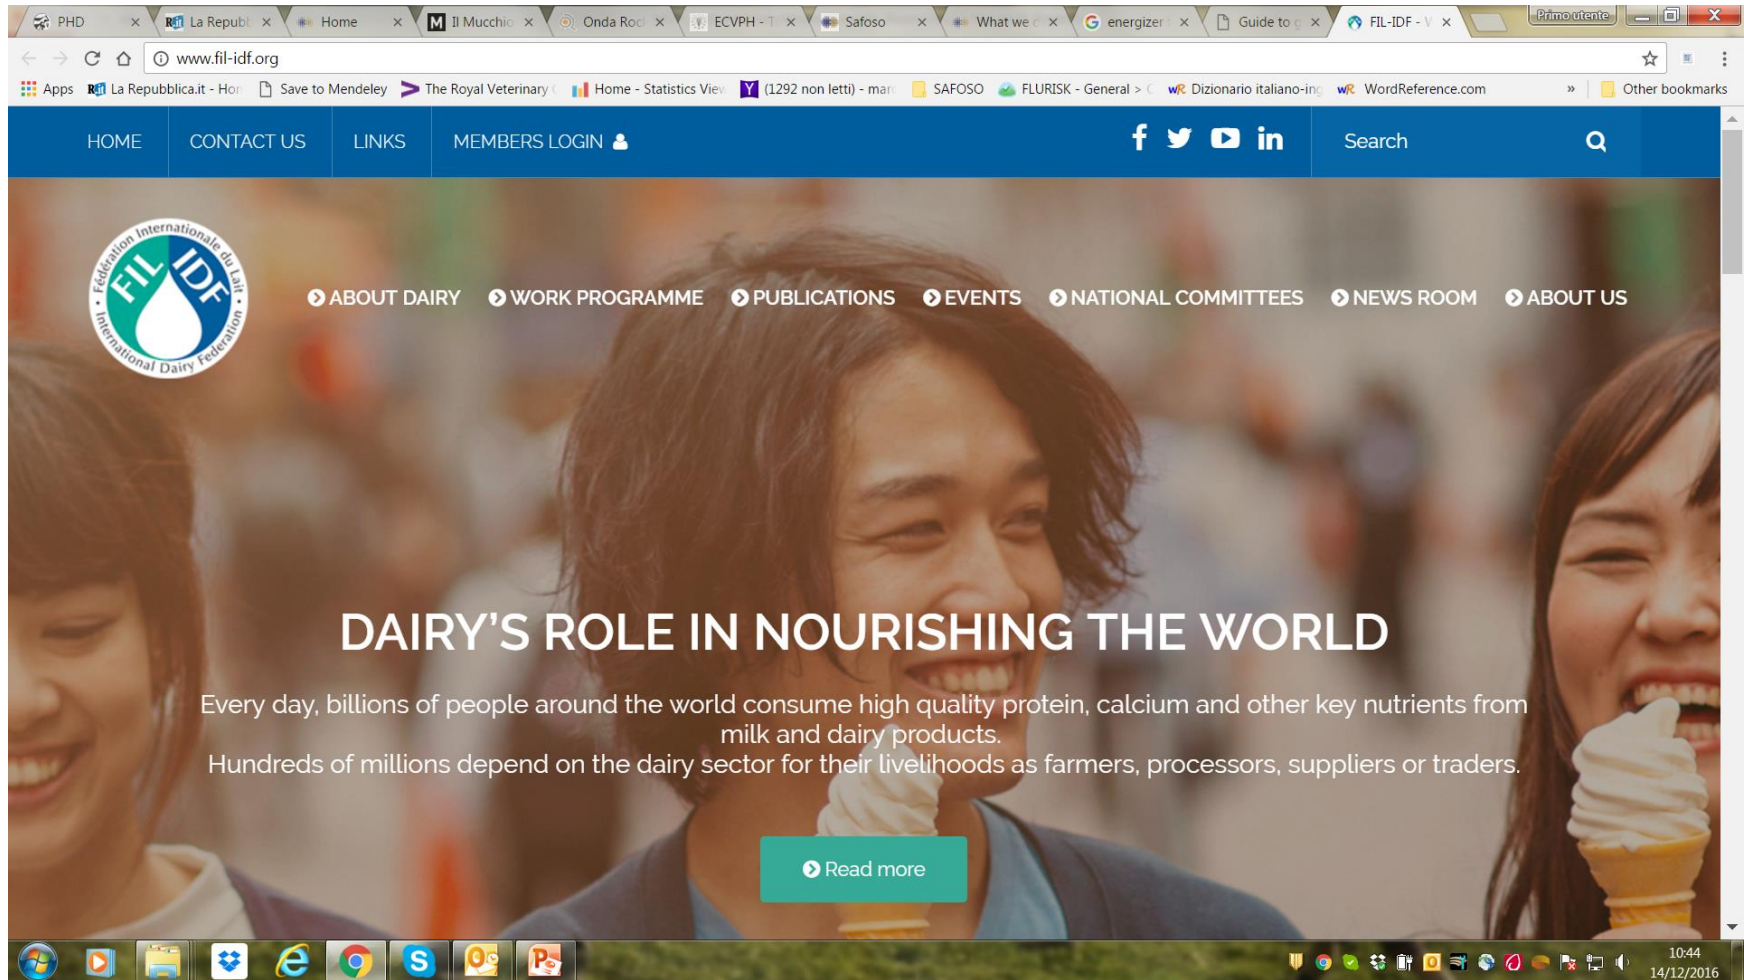 PHD
La Repubb
Home
Il Mucchio
Onda Roc
ECVPH - T
Safoso
What we d
energizer
Guide to g
FIL-IDF - V
Primo utente
www.fil-idf.org
Apps
La Repubblica.it - Hom
Save to Mendeley
The Royal Veterinary
Home - Statistics View
(1292 non letti) - marc
SAFOSO
FLURISK - General >
Dizionario italiano-ing
WordReference.com
»
Other bookmarks
HOME
CONTACT US
LINKS
MEMBERS LOGIN
Search
Fédération Internationale du Lait
FIL IDF
International Dairy Federation
ABOUT DAIRY
WORK PROGRAMME
PUBLICATIONS
EVENTS
NATIONAL COMMITTEES
NEWS ROOM
ABOUT US
DAIRY'S ROLE IN NOURISHING THE WORLD
Every day, billions of people around the world consume high quality protein, calcium and other key nutrients from
milk and dairy products.
Hundreds of millions depend on the dairy sector for their livelihoods as farmers, processors, suppliers or traders.
Read more
10:44
14/12/2016